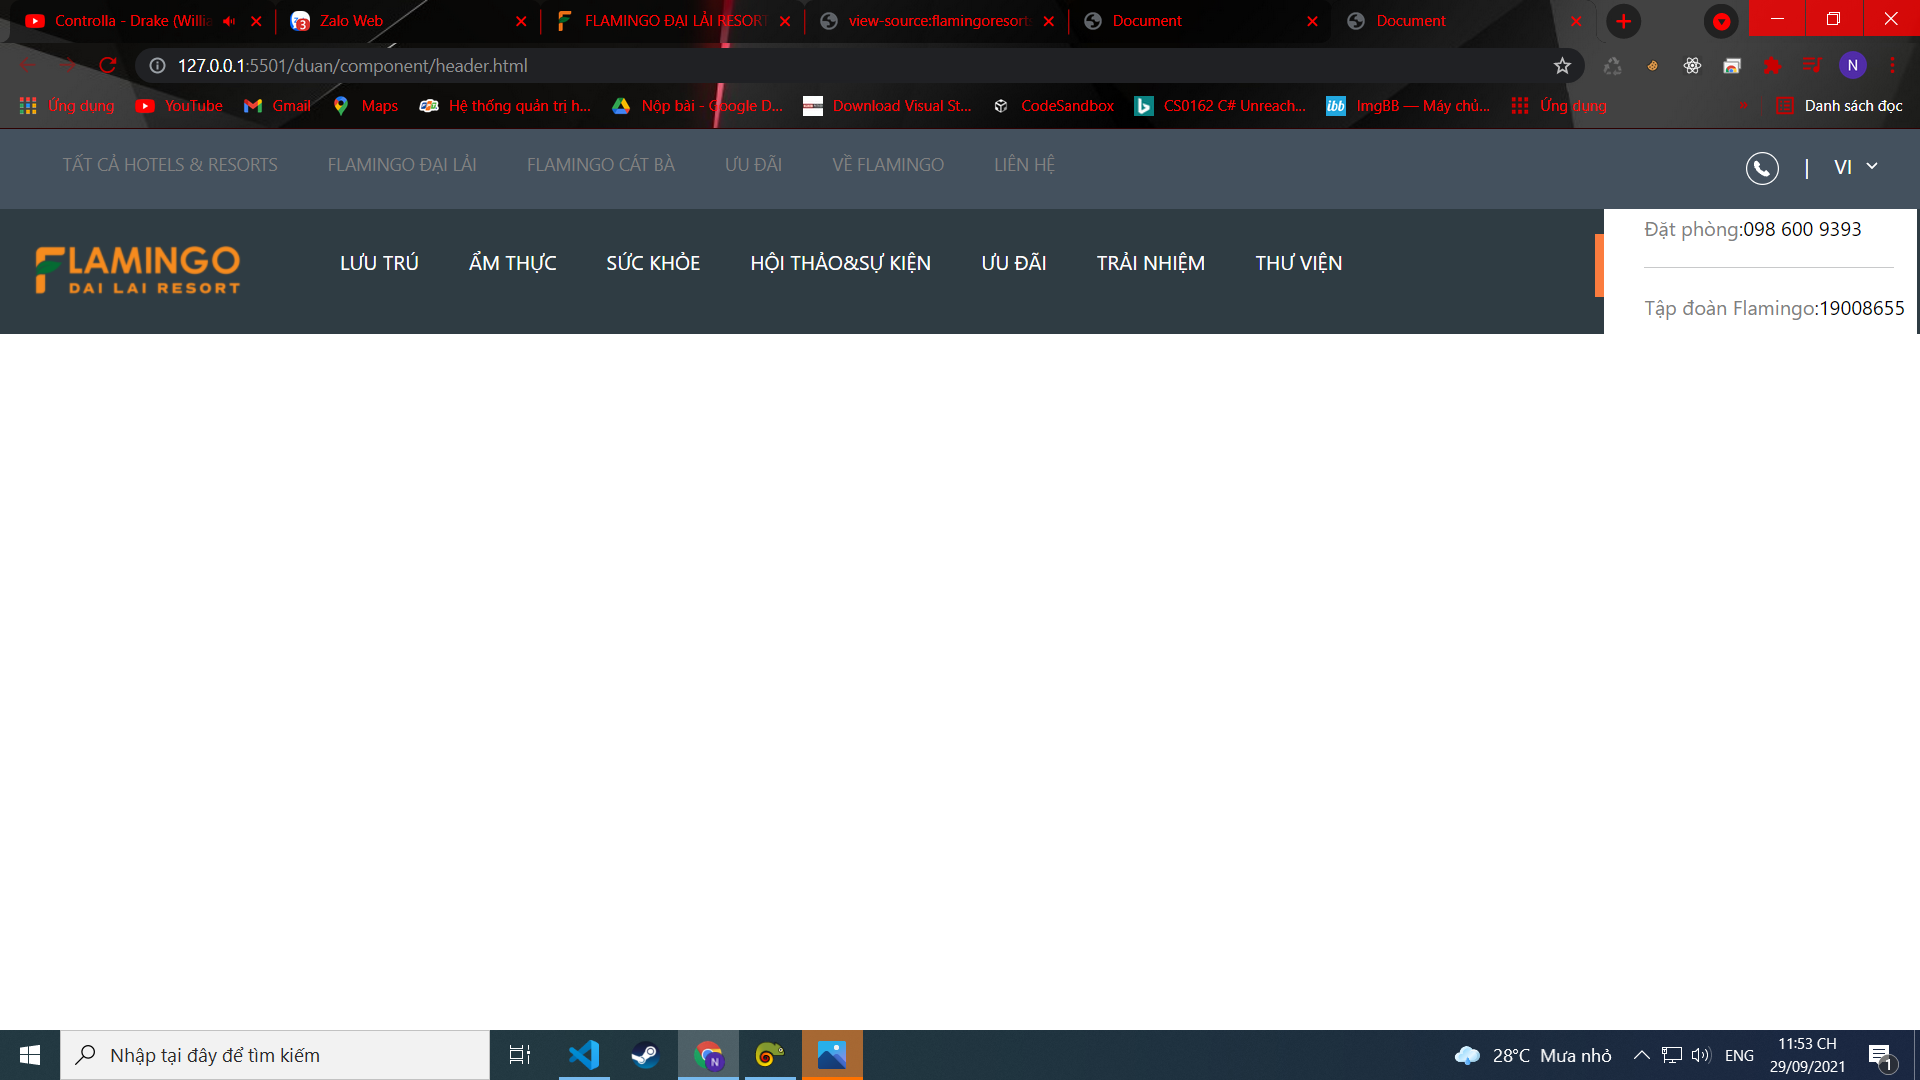 Controlla - Drake (Willia
Zalo Web
FLAMINGO ĐẠI LẢI RESORT
view-source:flamingoresorts
Document
Document
127.0.0.1:5501/duan/component/header.html
N
Ứng dụng
YouTube
Gmail
Maps
Hệ thống quản trị h...
Nộp bài - Google D...
Download Visual St...
CodeSandbox
CS0162 C# Unreach...
ibb
ImgBB — Máy chủ...
Ứng dụng
»
Danh sách đọc
TẤT CẢ HOTELS & RESORTS
FLAMINGO ĐẠI LẢI
FLAMINGO CÁT BÀ
ƯU ĐÃI
VỀ FLAMINGO
LIÊN HỆ
|
VI
FLAMINGO
DAI LAI RESORT
LƯU TRÚ
ẨM THỰC
SỨC KHỎE
HỘI THẢO&SỰ KIỆN
ƯU ĐÃI
TRẢI NHIỆM
THƯ VIỆN
Đặt phòng:098 600 9393
Tập đoàn Flamingo:19008655
Nhập tại đây để tìm kiếm
N
28°C Mưa nhỏ
ENG
11:53 CH
29/09/2021
1